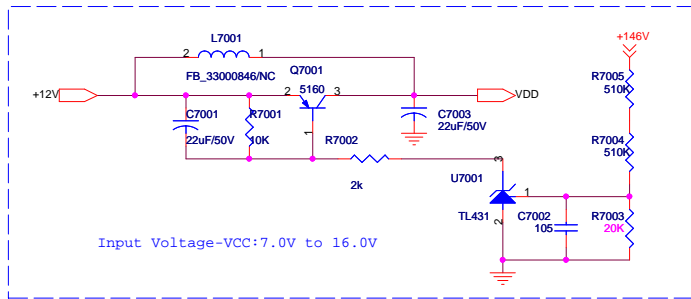 L7001
+146V
2
1
FB_33000846/NC
Q7001
R7005
510K
+12V
2
5160
3
VDD
C7001
22uF/50V
R7001
10K
C7003
22uF/50V
1
R7002
R7004
510K
2k
3
U7001
1
TL431
C7002
105
R7003
20K
2
Input Voltage-VCC:7.0V to 16.0V